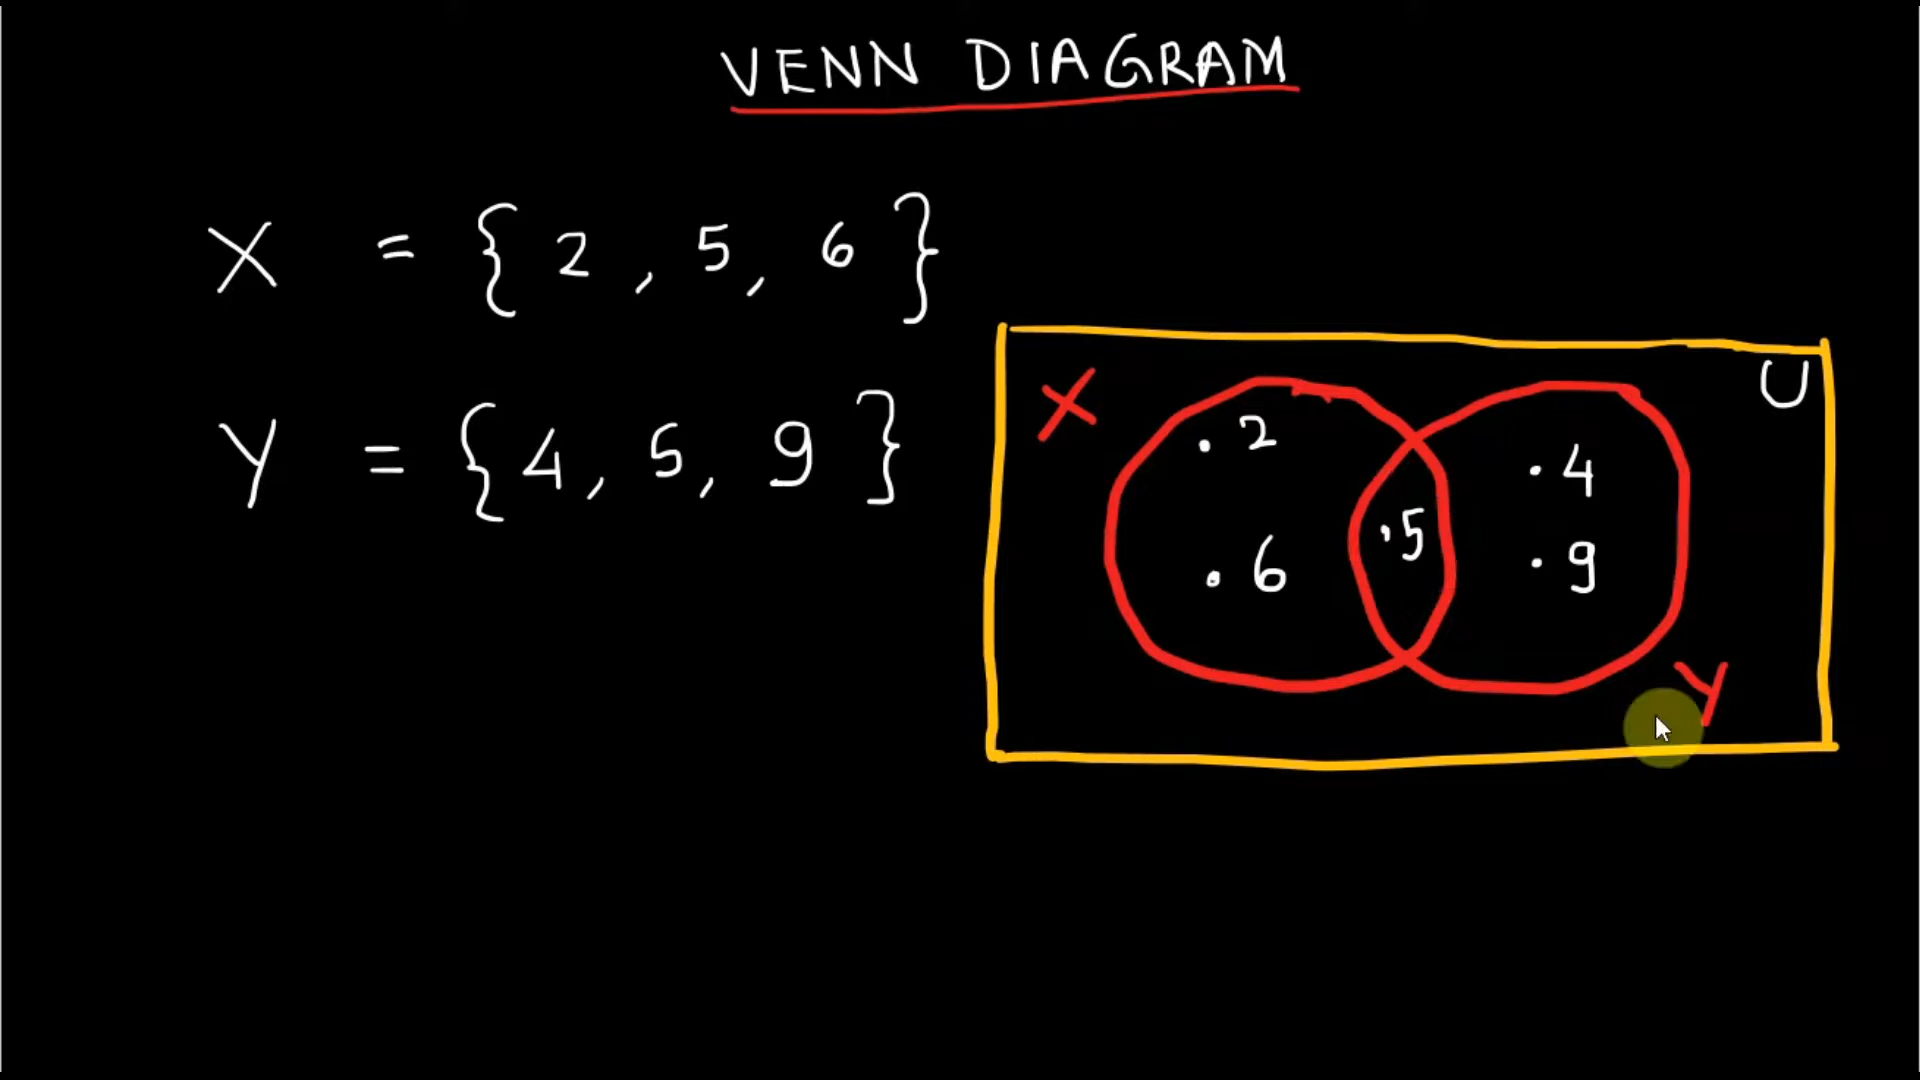 VENN DIAGRAM
X = { 2 , 5 , 6 }
Y = { 4 , 5 , 9 }
X
U
. 2
. 4
. 5
. 6
. 9
Y